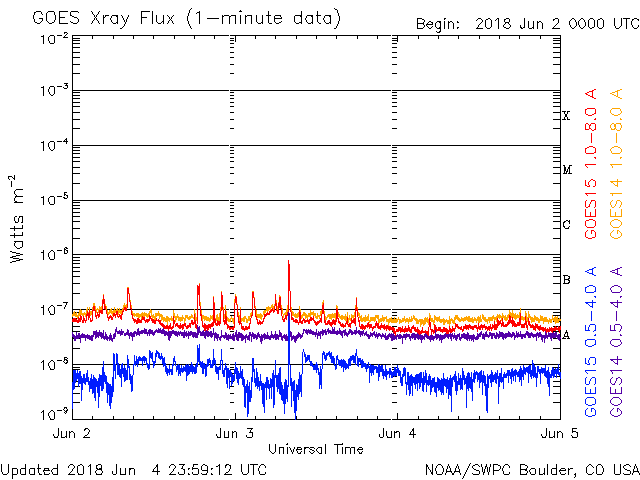 GOES Xray Flux (1-minute data)
Begin: 2018 Jun 2 0000 UTC
10⁻²
10⁻³
10⁻⁴
10⁻⁵
10⁻⁶
10⁻⁷
10⁻⁸
10⁻⁹
Watts m⁻²
X
M
C
B
A
GOES15 1.0-8.0 A
GOES14 1.0-8.0 A
GOES15 0.5-4.0 A
GOES14 0.5-4.0 A
Jun 2
Jun 3
Jun 4
Jun 5
Universal Time
Updated 2018 Jun 4 23:59:12 UTC
NOAA/SWPC Boulder, CO USA